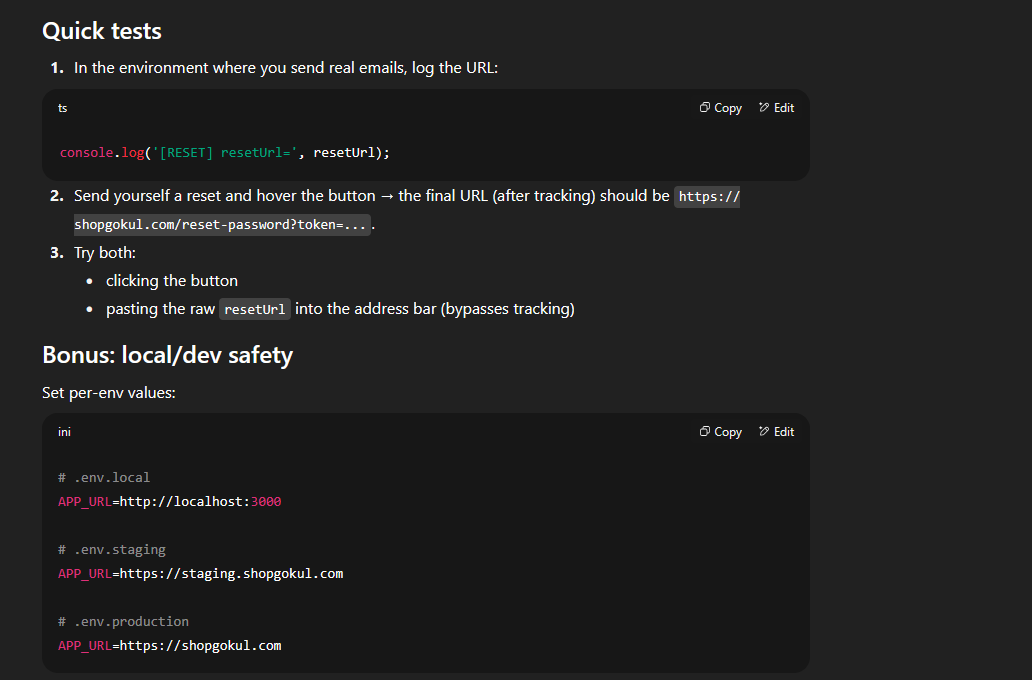 Quick tests
1. In the environment where you send real emails, log the URL:
ts Copy Edit
console.log('[RESET] resetUrl=', resetUrl);
2. Send yourself a reset and hover the button → the final URL (after tracking) should be https://
shopgokul.com/reset-password?token=... .
3. Try both:
• clicking the button
• pasting the raw resetUrl into the address bar (bypasses tracking)
Bonus: local/dev safety
Set per-env values:
ini Copy Edit
# .env.local
APP_URL=http://localhost:3000
# .env.staging
APP_URL=https://staging.shopgokul.com
# .env.production
APP_URL=https://shopgokul.com